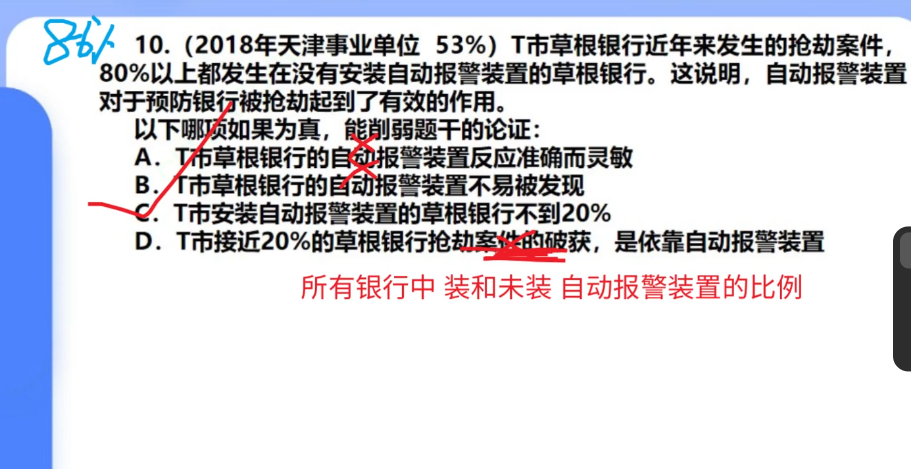 10.（2018年天津事业单位 53%）T市草根银行近年来发生的抢劫案件，
80%以上都发生在没有安装自动报警装置的草根银行。这说明，自动报警装置
对于预防银行被抢劫起到了有效的作用。
以下哪项如果为真，能削弱题干的论证：
A．T市草根银行的自动报警装置反应准确而灵敏
B．T市草根银行的自动报警装置不易被发现
C．T市安装自动报警装置的草根银行不到20%
D．T市接近20%的草根银行抢劫案件的破获，是依靠自动报警装置
所有银行中 装和未装 自动报警装置的比例